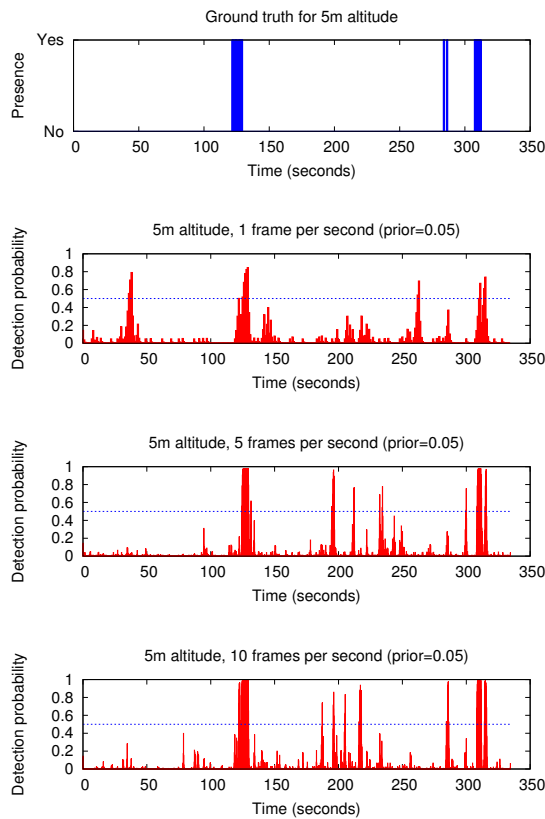 Ground truth for 5m altitude
Yes
Presence
No
0 50 100 150 200 250 300 350
Time (seconds)
5m altitude, 1 frame per second (prior=0.05)
Detection probability
1
0.8
0.6
0.4
0.2
0
0 50 100 150 200 250 300 350
Time (seconds)
5m altitude, 5 frames per second (prior=0.05)
Detection probability
1
0.8
0.6
0.4
0.2
0
0 50 100 150 200 250 300 350
Time (seconds)
5m altitude, 10 frames per second (prior=0.05)
Detection probability
1
0.8
0.6
0.4
0.2
0
0 50 100 150 200 250 300 350
Time (seconds)